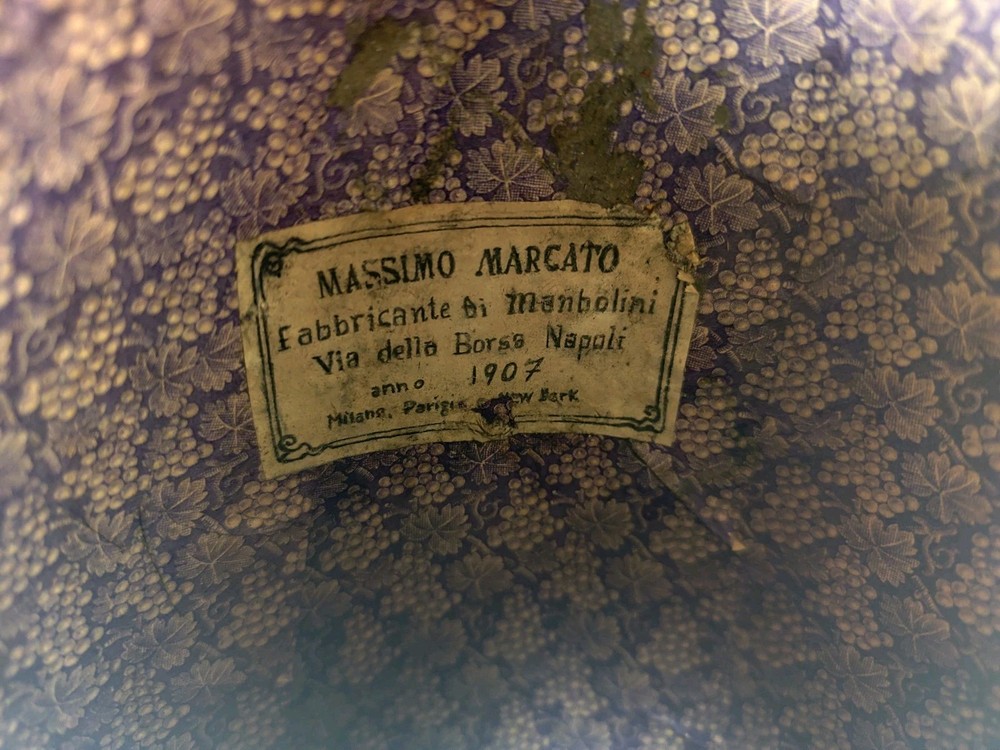 MASSIMO MARCATO
Fabbricante di Mandolini
Via della Borsa Napoli
anno 1907
Milano, Parigi New York